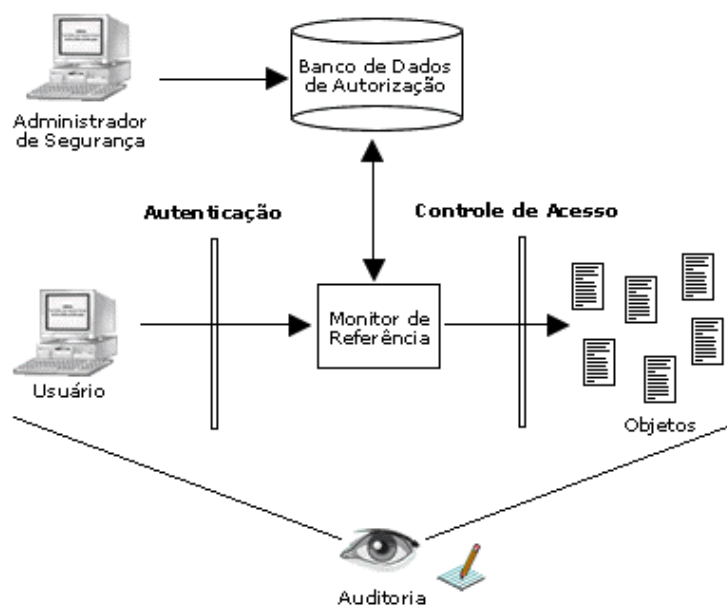 Banco de Dados
de Autorização
Administrador
de Segurança
Autenticação
Controle de Acesso
Monitor de
Referência
Usuário
Objetos
Auditoria